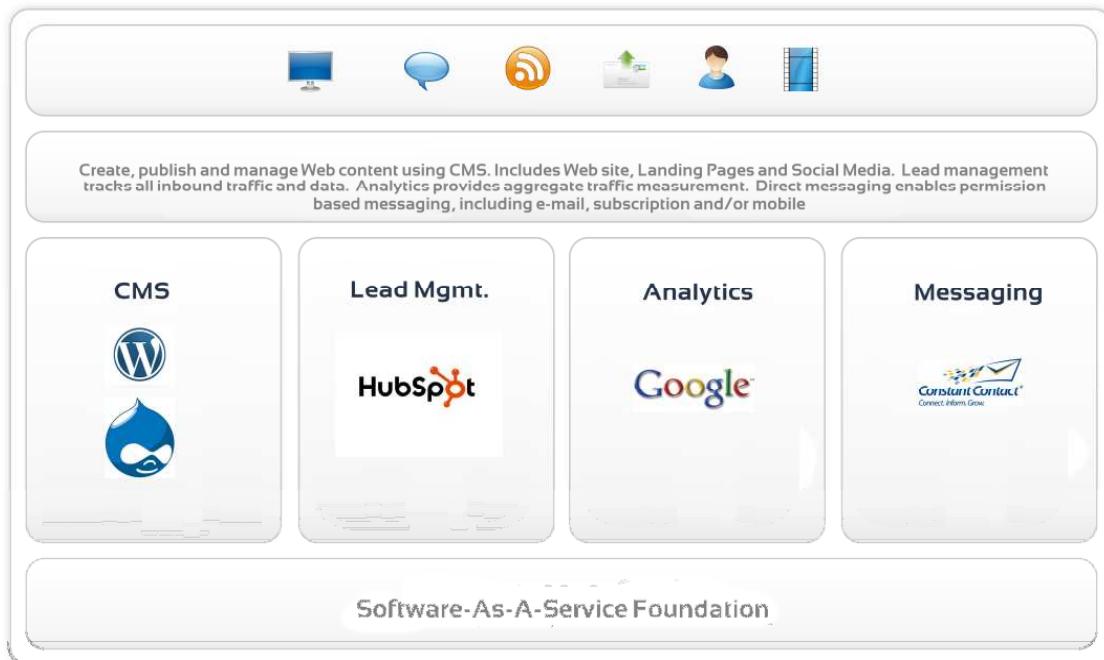 Create, publish and manage Web content using CMS. Includes Web site, Landing Pages and Social Media. Lead management
tracks all inbound traffic and data. Analytics provides aggregate traffic measurement. Direct messaging enables permission
based messaging, including e-mail, subscription and/or mobile
CMS
Lead Mgmt.
Analytics
Messaging
HubSpot
Google
Constant Contact®
Connect. Inform. Grow.
Software-As-A-Service Foundation